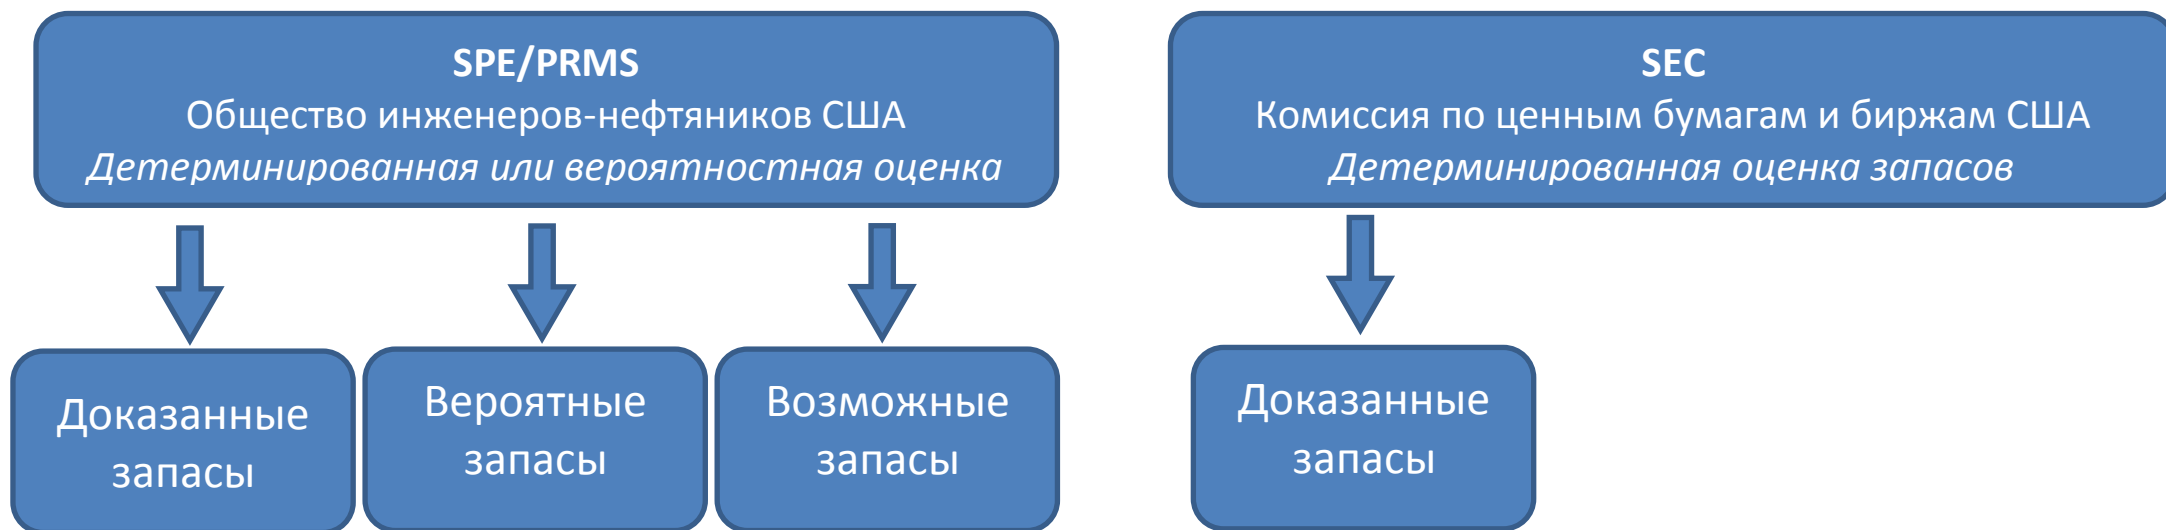 SPE/PRMS
Общество инженеров-нефтяников США
Детерминированная или вероятностная оценка
SEC
Комиссия по ценным бумагам и биржам США
Детерминированная оценка запасов
Доказанные
запасы
Вероятные
запасы
Возможные
запасы
Доказанные
запасы